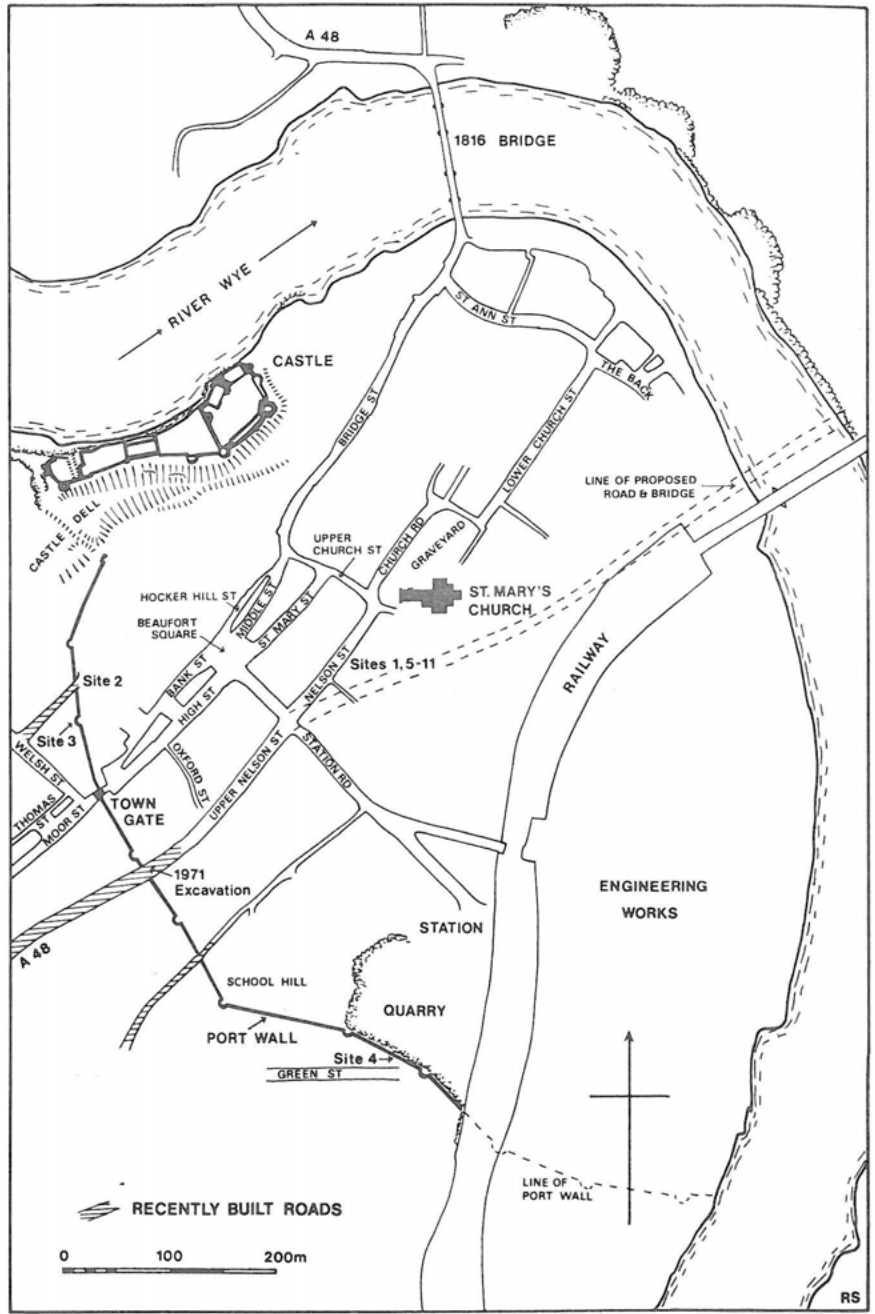 A 48
1816 BRIDGE
RIVER WYE
ST ANN ST
CASTLE
THE BACK
BRIDGE ST
LOWER CHURCH ST
LINE OF PROPOSED
ROAD & BRIDGE
CASTLE DELL
UPPER
CHURCH ST
CHURCH RD
GRAVEYARD
HOCKER HILL ST
MIDDLE ST
ST MARY ST
ST. MARY'S
CHURCH
BEAUFORT
SQUARE
BANK ST
HIGH ST
NELSON ST
Sites 1, 5-11
RAILWAY
Site 2
Site 3
WELSH ST
OXFORD ST
UPPER NELSON ST
STATION RD
THOMAS
ST
MOOR ST
TOWN
GATE
1971
Excavation
ENGINEERING
WORKS
A 48
STATION
SCHOOL HILL
QUARRY
PORT WALL
Site 4
GREEN ST
LINE OF
PORT WALL
RECENTLY BUILT ROADS
0 100 200m
RS